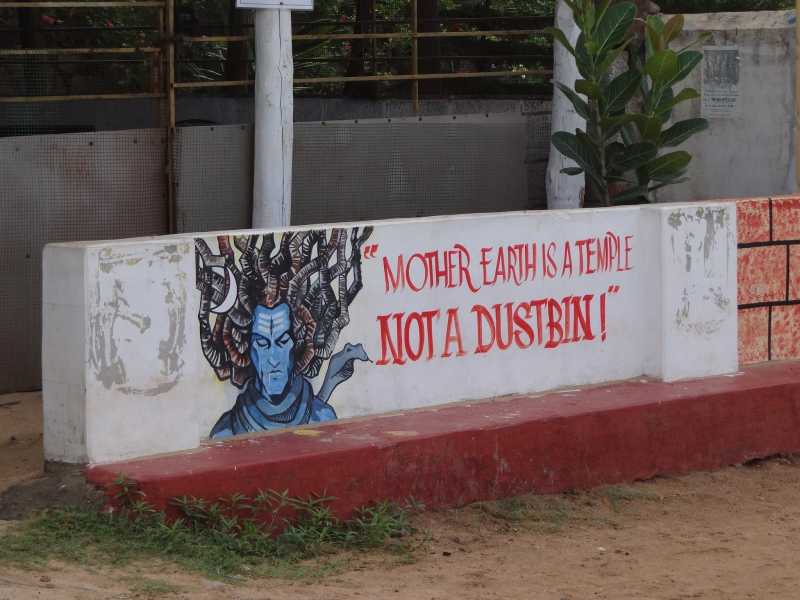 "MOTHER EARTH IS A TEMPLE
NOT A DUSTBIN!"